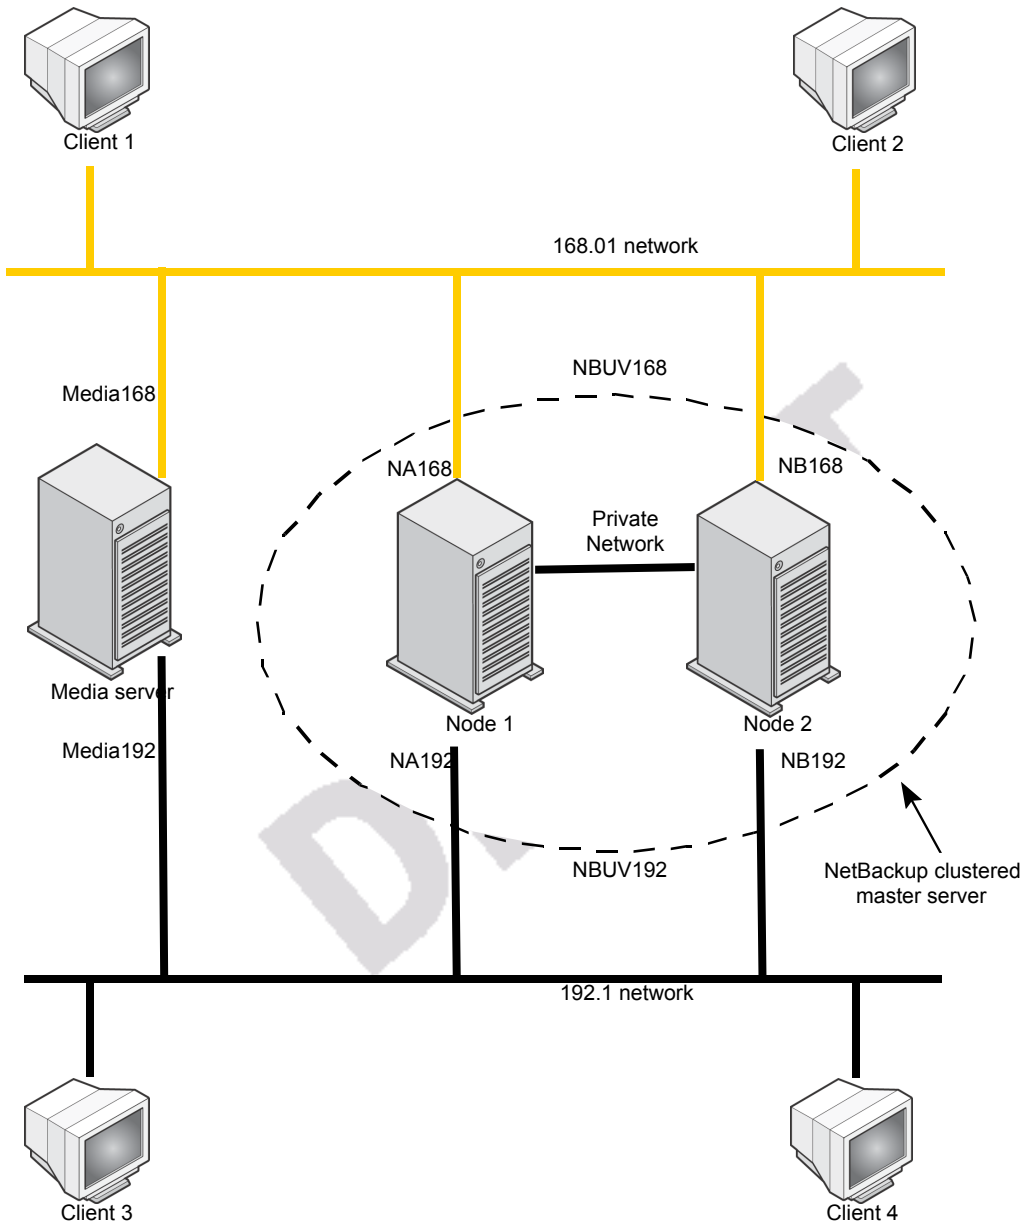 Client 1
Client 2
168.01 network
NBUV168
Media168
NA168
NB168
Private
Network
Media server
Node 1
Node 2
Media192
NA192
NB192
NBUV192
NetBackup clustered
master server
192.1 network
Client 3
Client 4